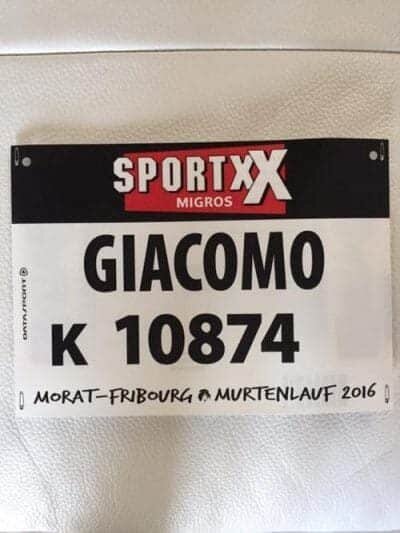 SPORTXX
MIGROS
GIACOMO
K 10874
DATASPORT
MORAT-FRIBOURG MURTENLAUF 2016